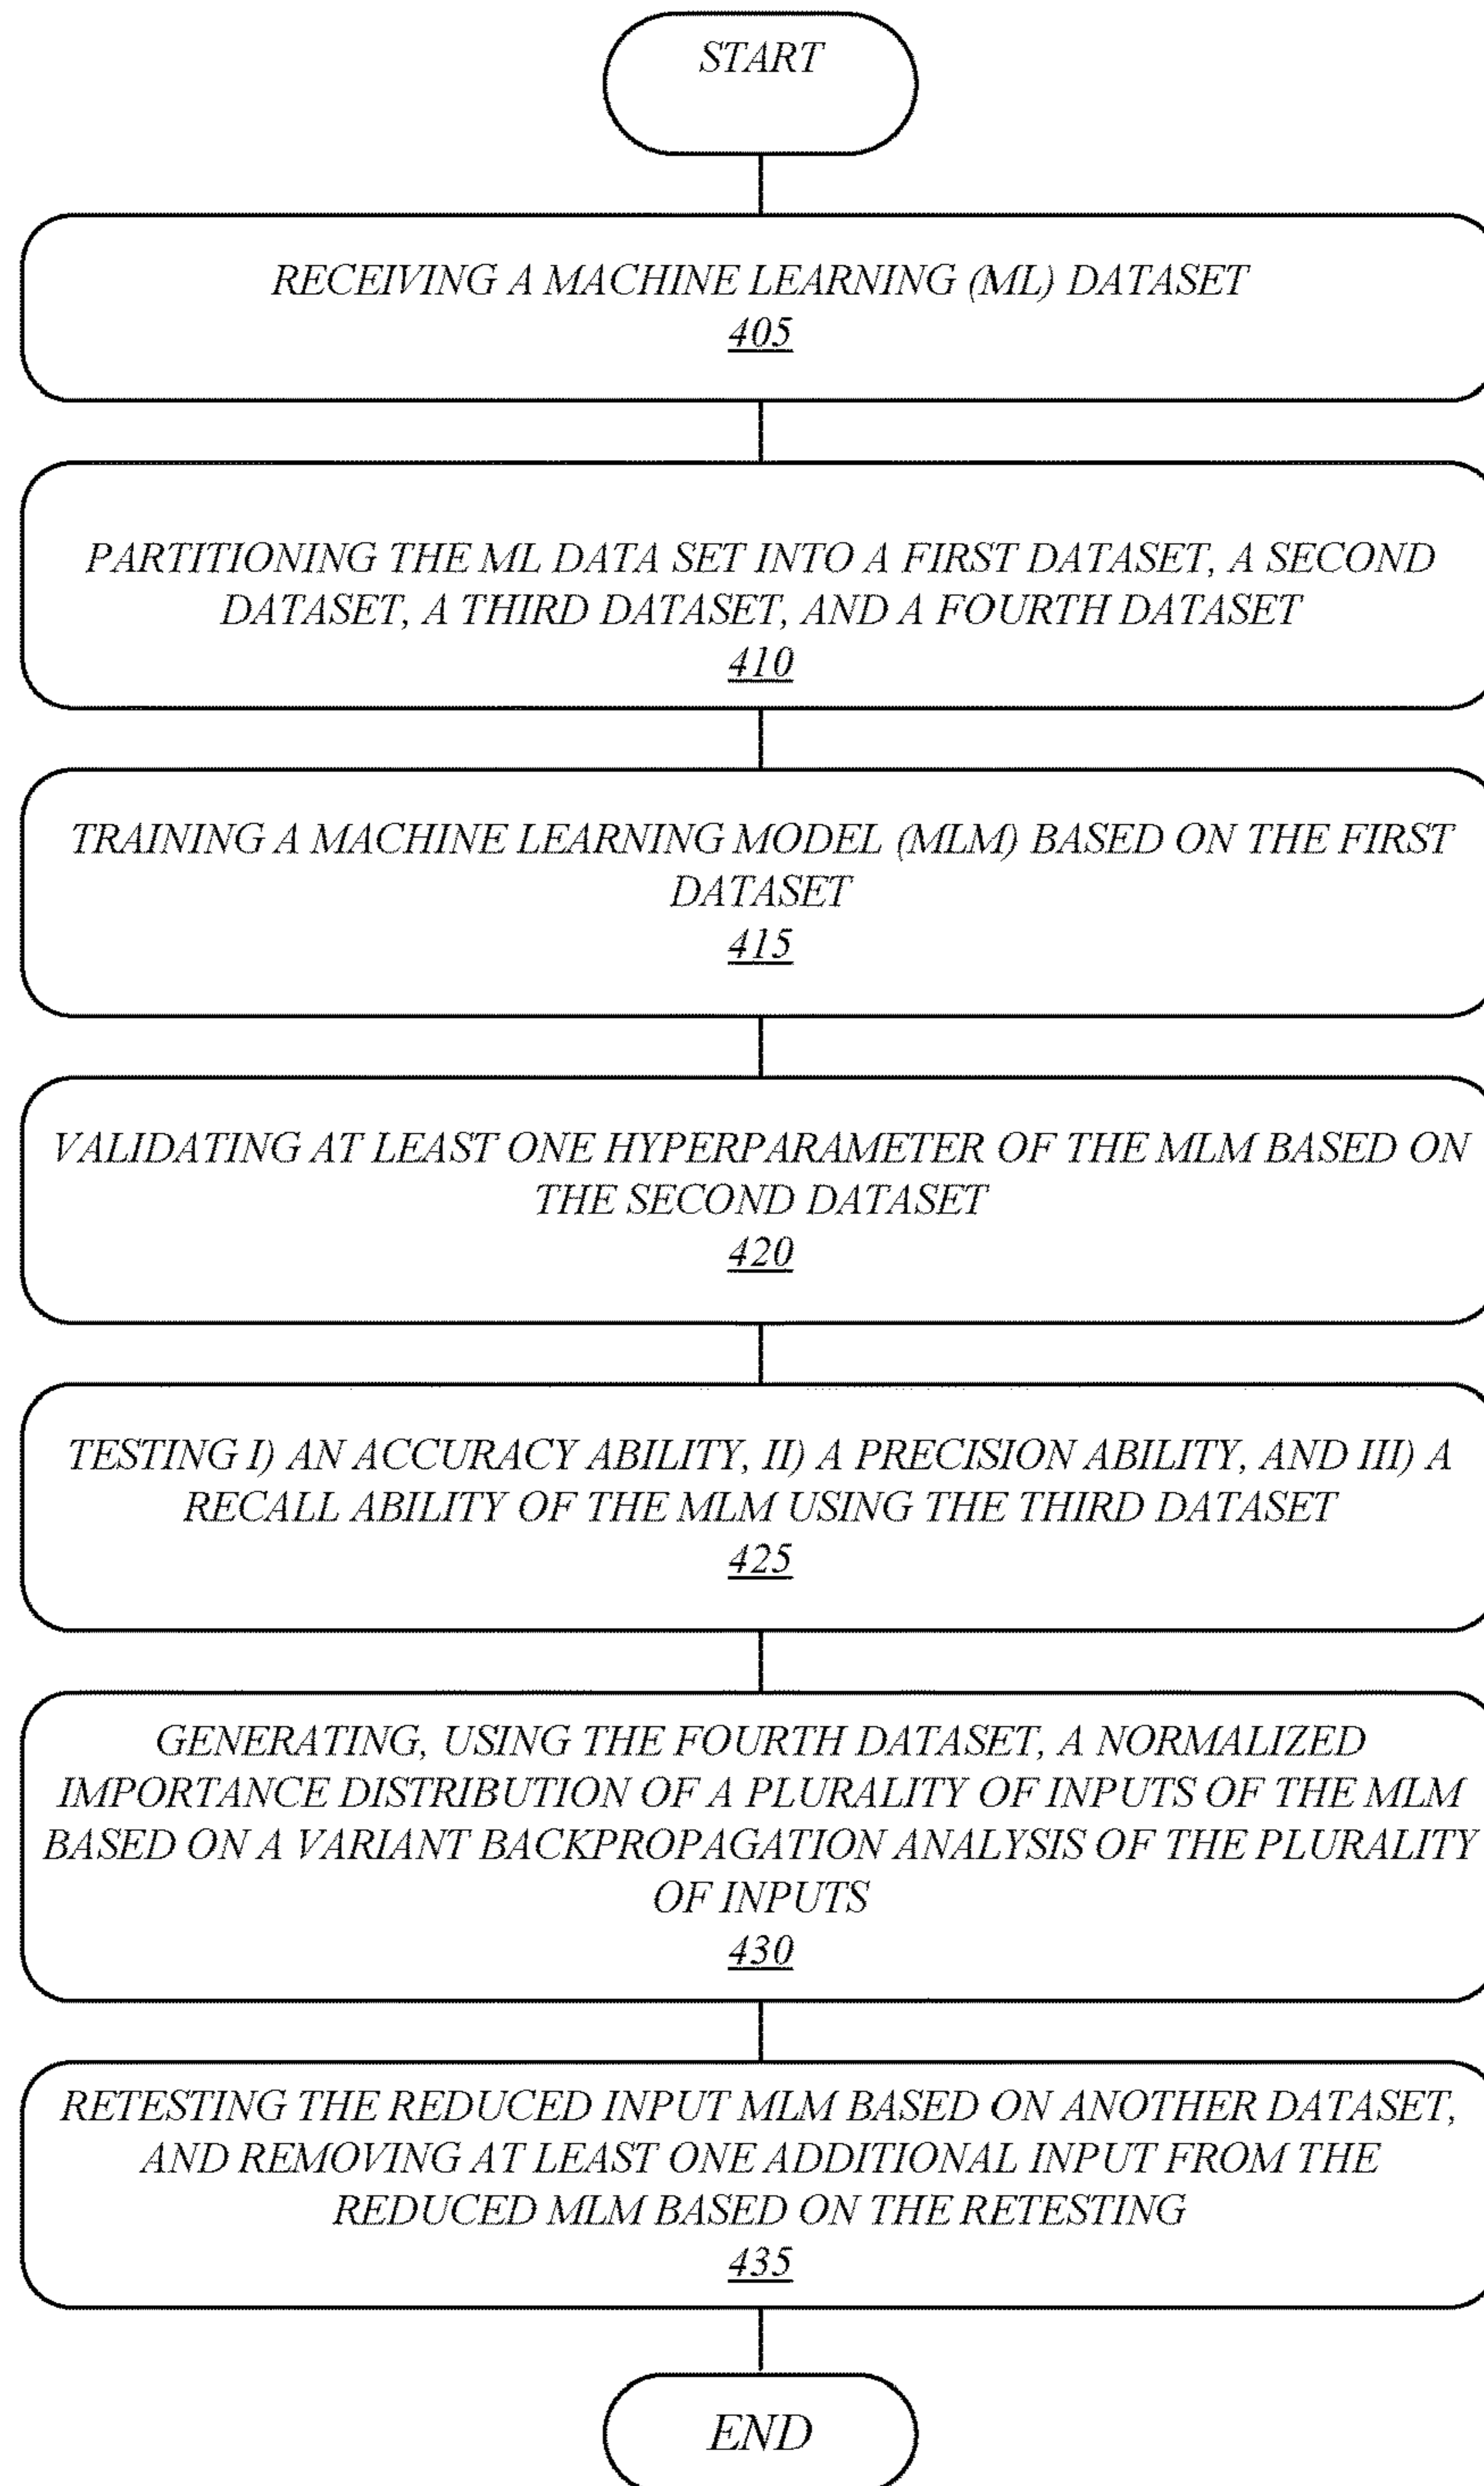 START
RECEIVING A MACHINE LEARNING (ML) DATASET
405
PARTITIONING THE ML DATA SET INTO A FIRST DATASET, A SECOND
DATASET, A THIRD DATASET, AND A FOURTH DATASET
410
TRAINING A MACHINE LEARNING MODEL (MLM) BASED ON THE FIRST
DATASET
415
VALIDATING AT LEAST ONE HYPERPARAMETER OF THE MLM BASED ON
THE SECOND DATASET
420
TESTING I) AN ACCURACY ABILITY, II) A PRECISION ABILITY, AND III) A
RECALL ABILITY OF THE MLM USING THE THIRD DATASET
425
GENERATING, USING THE FOURTH DATASET, A NORMALIZED
IMPORTANCE DISTRIBUTION OF A PLURALITY OF INPUTS OF THE MLM
BASED ON A VARIANT BACKPROPAGATION ANALYSIS OF THE PLURALITY
OF INPUTS
430
RETESTING THE REDUCED INPUT MLM BASED ON ANOTHER DATASET,
AND REMOVING AT LEAST ONE ADDITIONAL INPUT FROM THE
REDUCED MLM BASED ON THE RETESTING
435
END